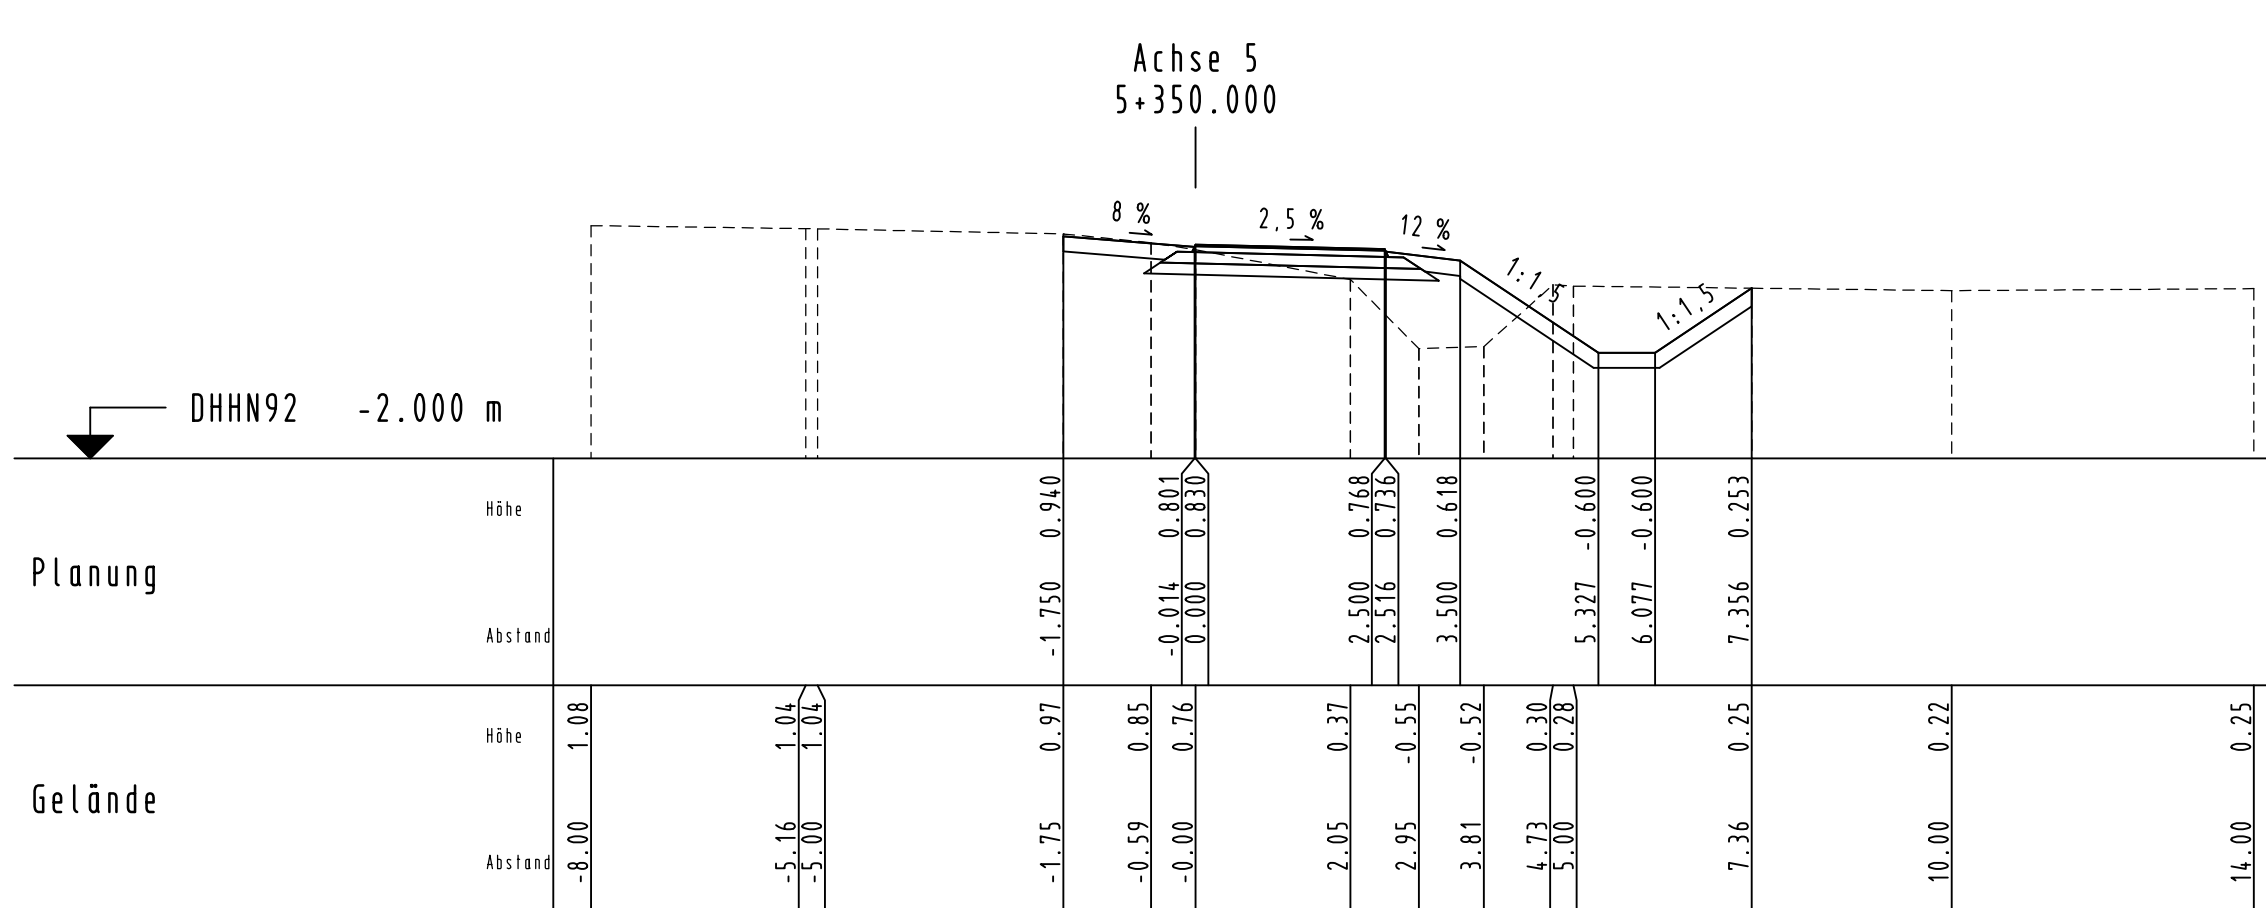 Achse 5
5+350.000
8 %
2,5 %
12 %
1:1,5
1:1,5
DHHN92 -2.000 m
Planung
Höhe
0.940 0.801 0.830 0.768 0.736 0.618 -0.600 -0.600 0.253
Abstand
-1.750 -0.014 0.000 2.500 2.516 3.500 5.327 6.077 7.356
Gelände
Höhe
1.08 1.04 1.04 0.97 0.85 0.76 0.37 -0.55 -0.52 0.30 0.28 0.25 0.22 0.25
Abstand
-8.00 -5.16 -5.00 -1.75 -0.59 -0.00 2.05 2.95 3.81 4.73 5.00 7.36 10.00 14.00